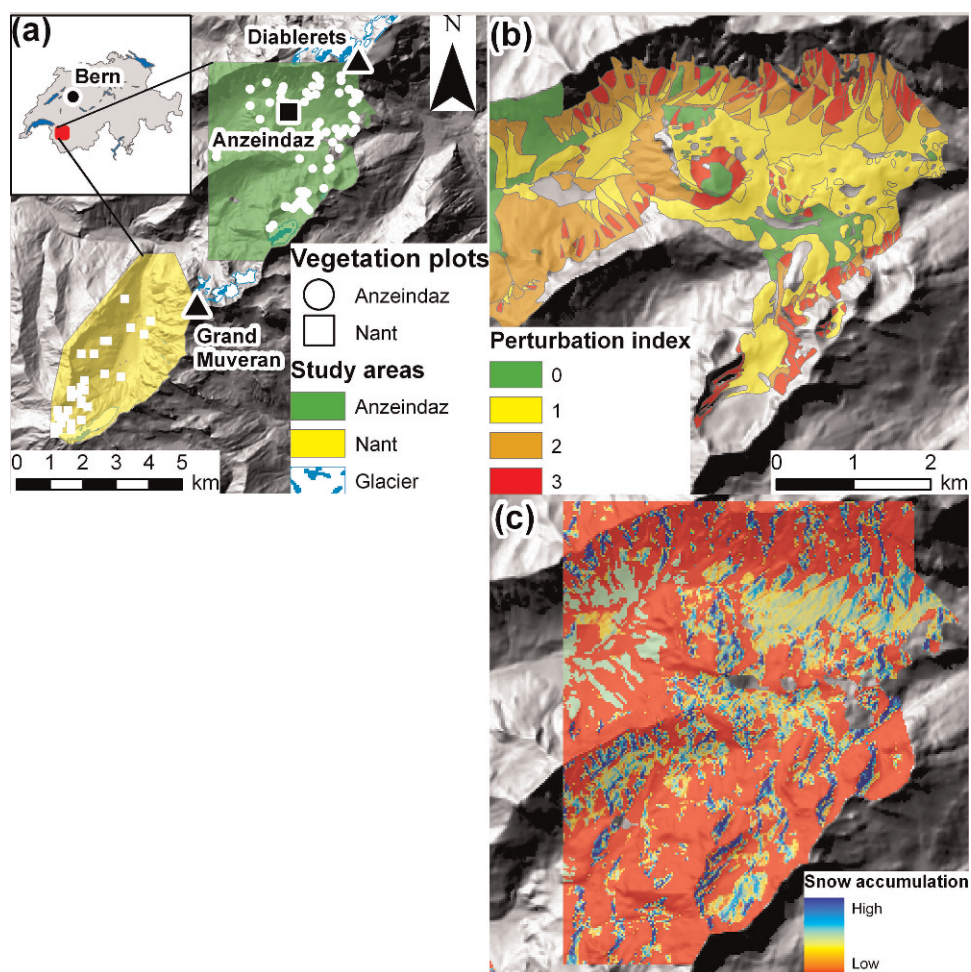 (a)
Bern
Diablerets
N
Anzeindaz
Grand
Muveran
Vegetation plots
Anzeindaz
Nant
Study areas
Anzeindaz
Nant
Glacier
0 1 2 3 4 5
km
(b)
Perturbation index
0
1
2
3
0 1 2
km
(c)
Snow accumulation
High
Low